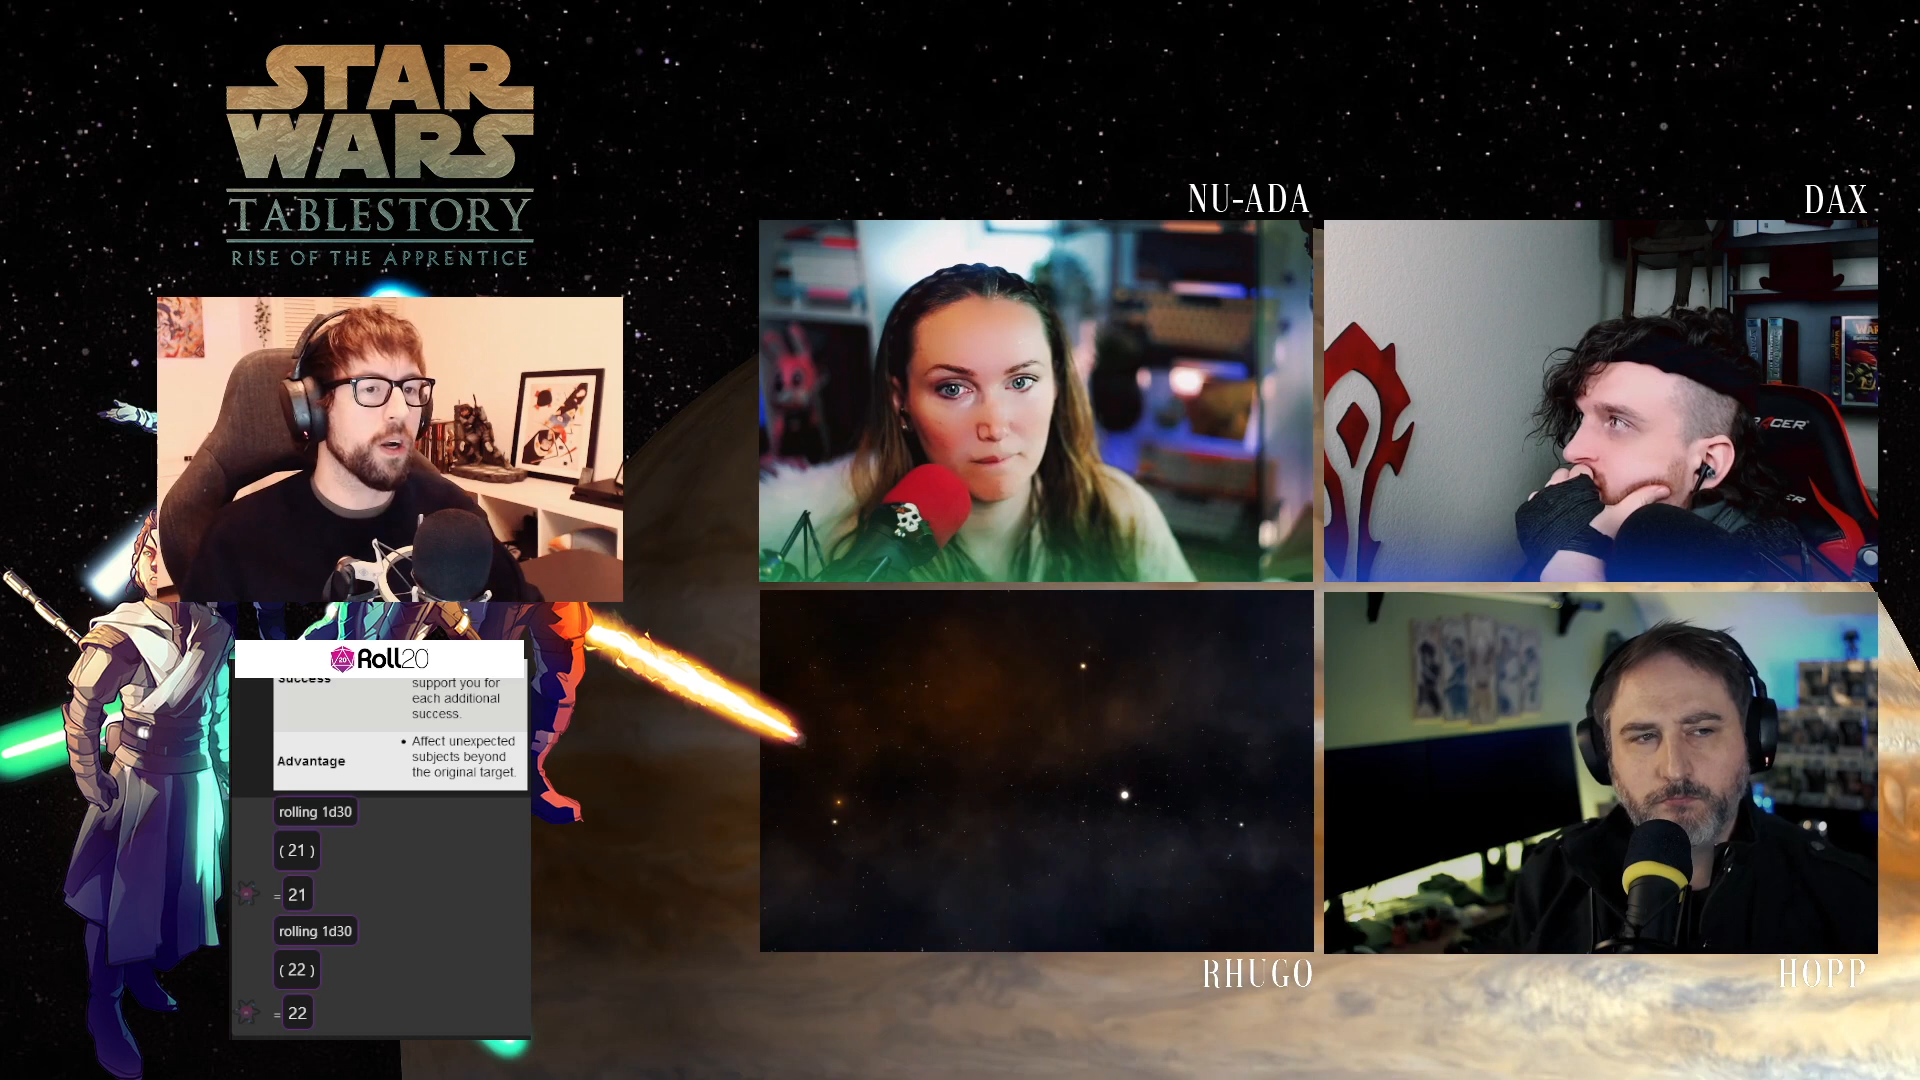 STAR
WARS
TABLESTORY
RISE OF THE APPRENTICE
NU-ADA
DAX
RHUGO
HOPP
Roll20
Success
support you for
each additional
success.
Advantage
• Affect unexpected
subjects beyond
the original target.
rolling 1d30
( 21 )
= 21
rolling 1d30
( 22 )
= 22